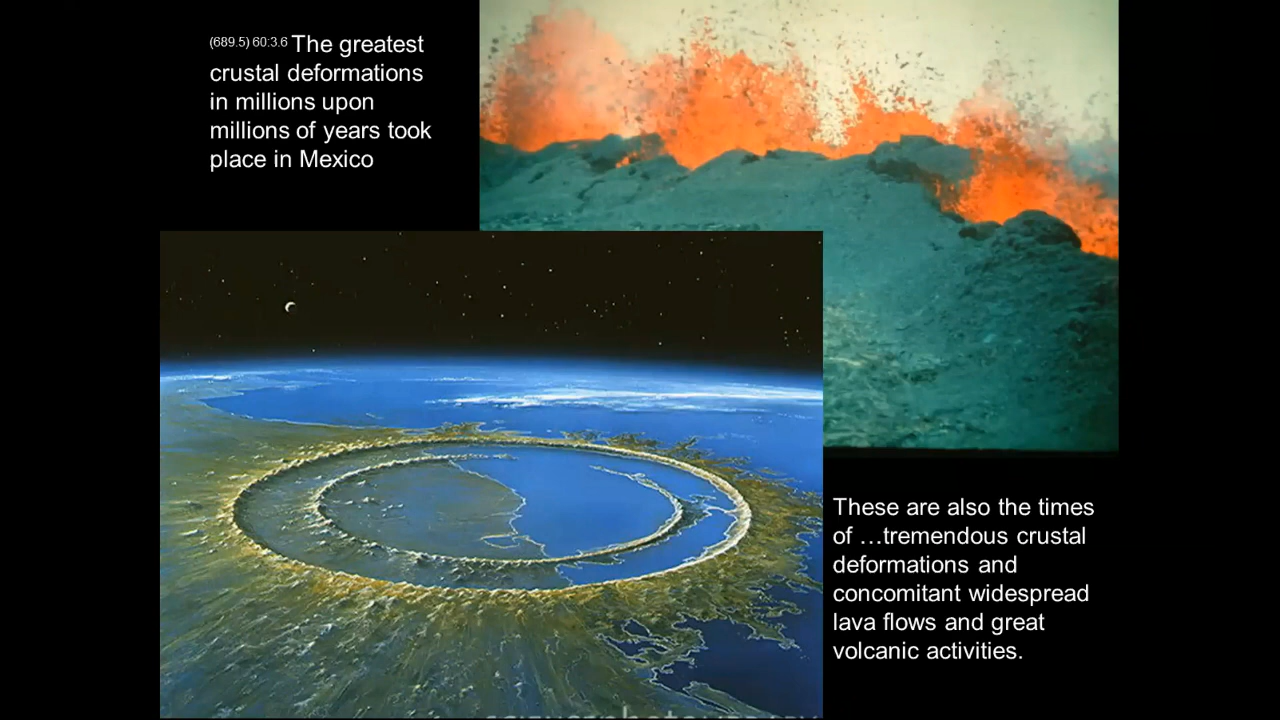 (689.5) 60:3.6 The greatest
crustal deformations
in millions upon
millions of years took
place in Mexico
These are also the times
of …tremendous crustal
deformations and
concomitant widespread
lava flows and great
volcanic activities.